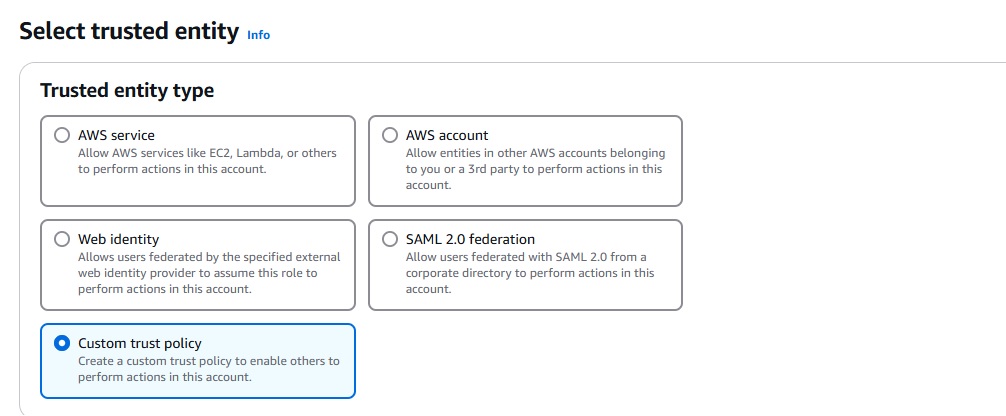 Select trusted entity Info
Trusted entity type
AWS service
Allow AWS services like EC2, Lambda, or others
to perform actions in this account.
AWS account
Allow entities in other AWS accounts belonging
to you or a 3rd party to perform actions in this
account.
Web identity
Allows users federated by the specified external
web identity provider to assume this role to
perform actions in this account.
SAML 2.0 federation
Allow users federated with SAML 2.0 from a
corporate directory to perform actions in this
account.
Custom trust policy
Create a custom trust policy to enable others to
perform actions in this account.